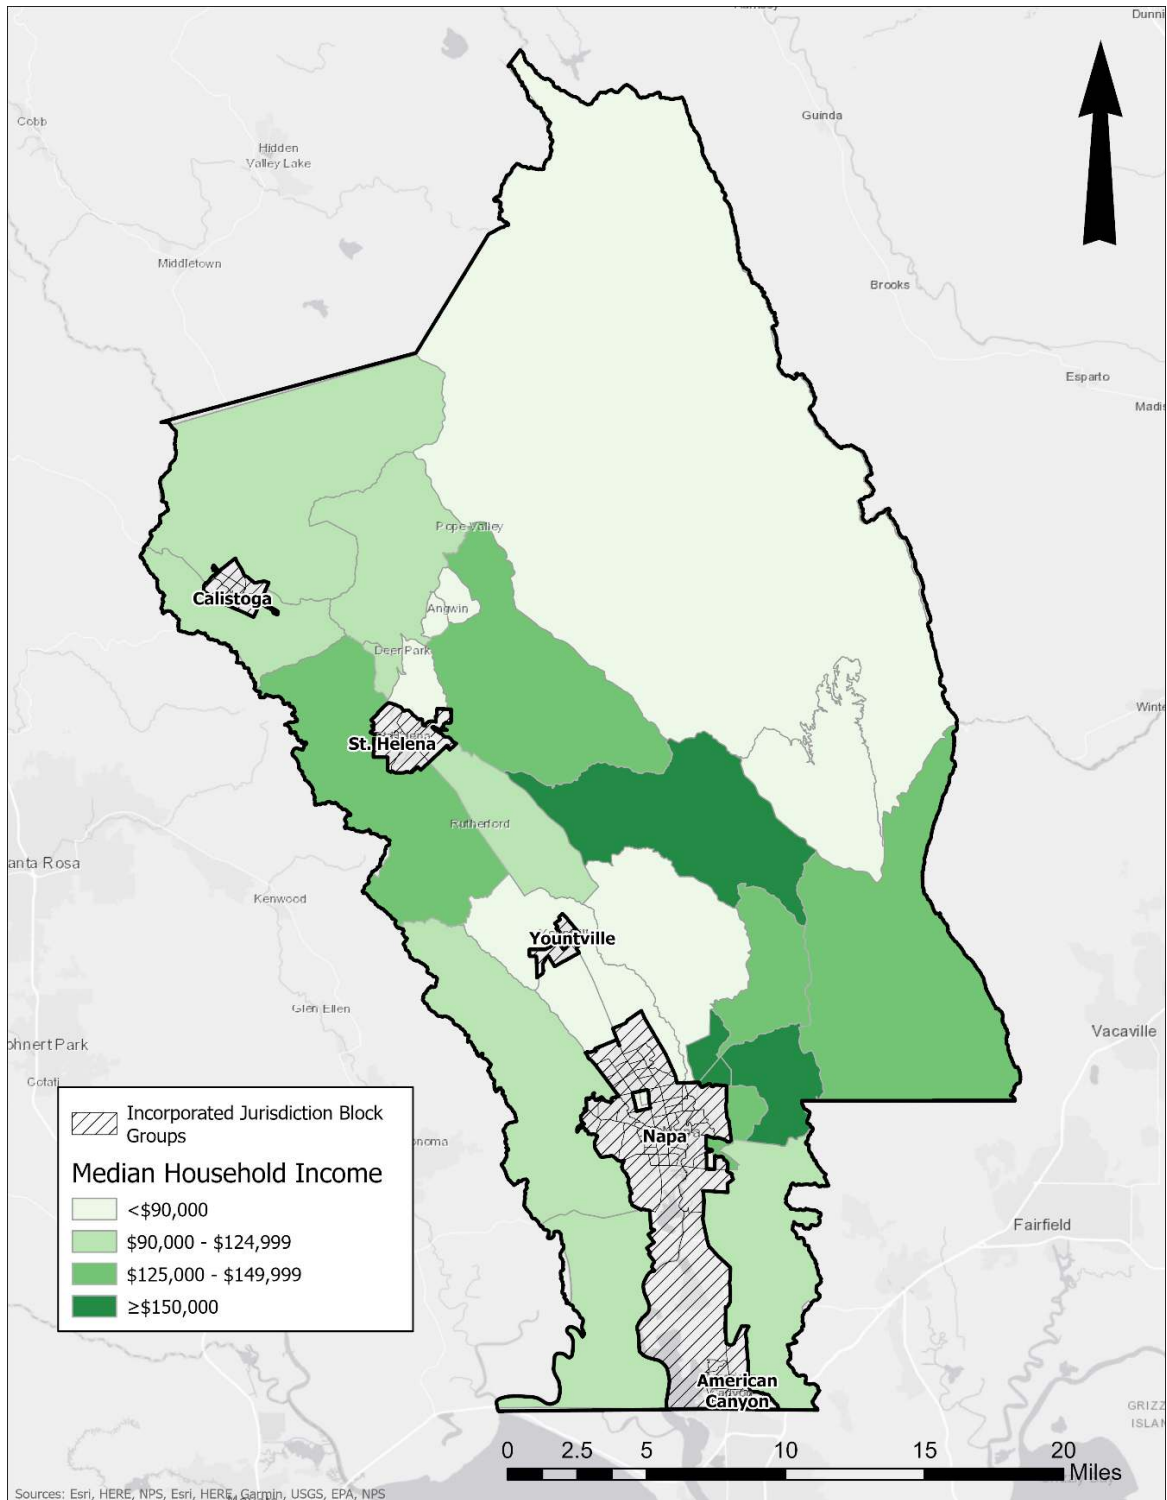 Dunni
Guinda
Cobb
Hidden
Valley Lake
Middletown
Brooks
Esparto
Madis
Pope Valley
Calistoga
Angwin
Deer Park
Winte
St. Helena
Rutherford
anta Rosa
Kenwood
Yountville
Glen Ellen
Vacaville
ohnert Park
Cotati
Incorporated Jurisdiction Block
Groups
onoma
Napa
Median Household Income
<$90,000
$90,000 - $124,999
$125,000 - $149,999
≥$150,000
Fairfield
American
Canyon
GRIZZ
ISLAN
0 2.5 5 10 15 20
Miles
Sources: Esri, HERE, NPS, Esri, HERE, Garmin, USGS, EPA, NPS